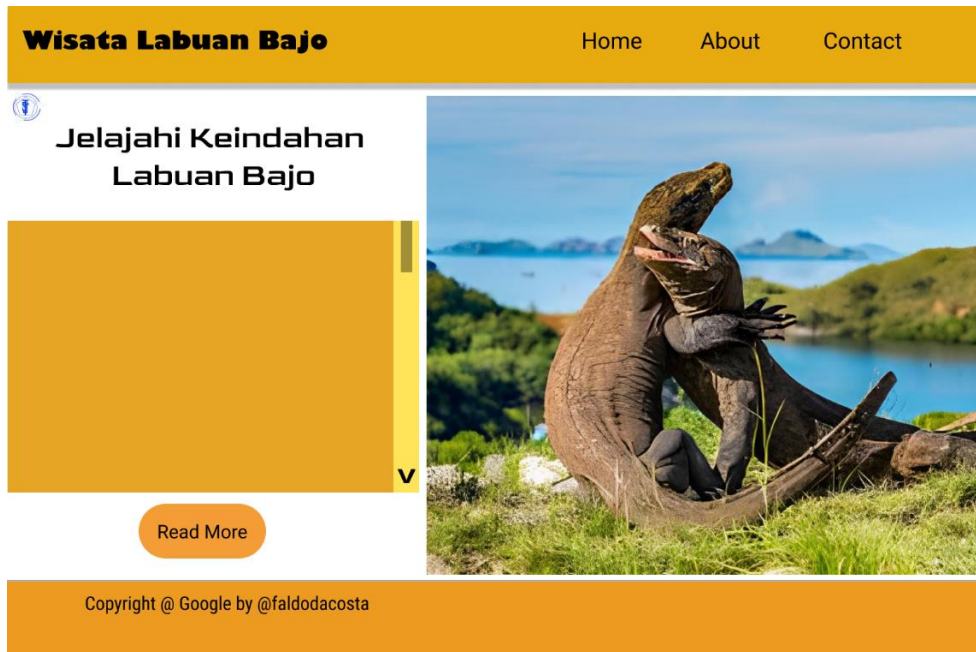 Wisata Labuan Bajo
Home About Contact
Jelajahi Keindahan
Labuan Bajo
V
Read More
Copyright @ Google by @faldodacosta